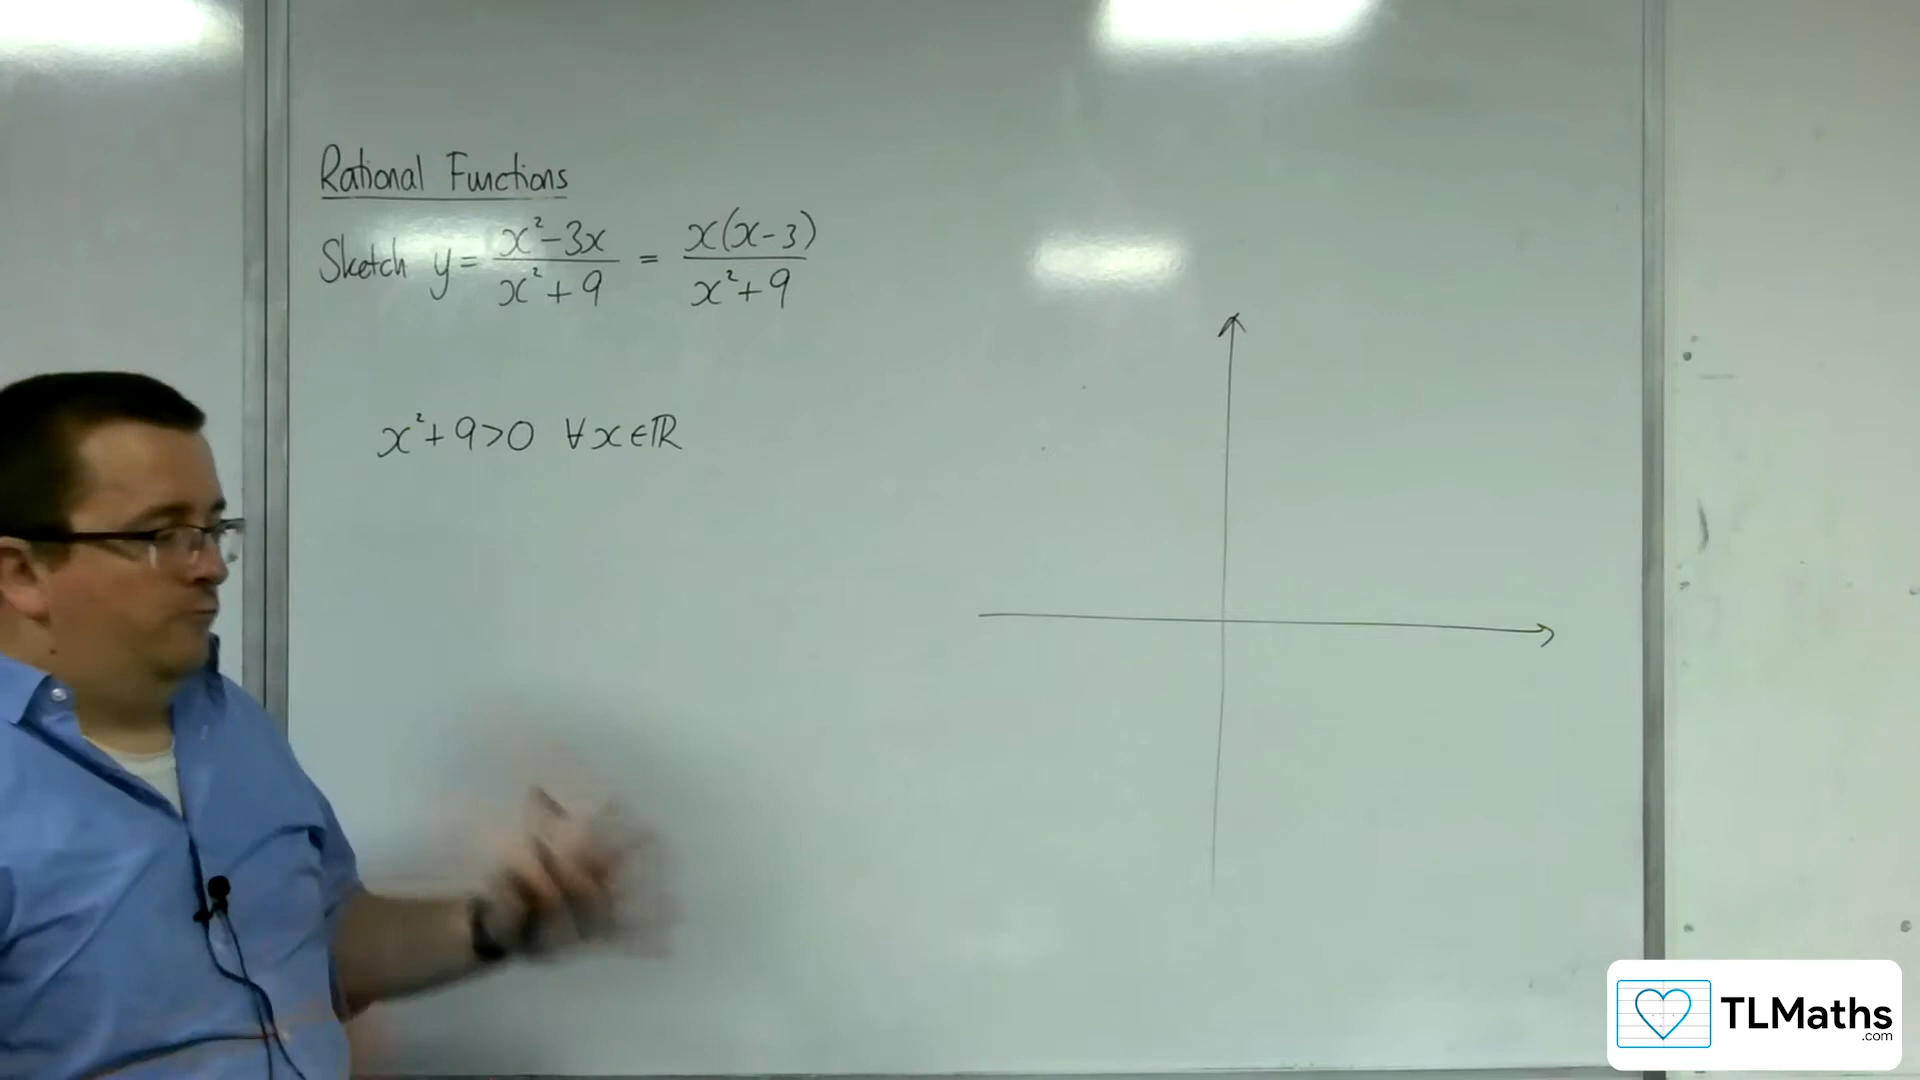 Rational Functions
Sketch y = x²-3x / x²+9 = x(x-3) / x²+9
x²+9>0 ∀x∈ℝ
TLMaths
.com